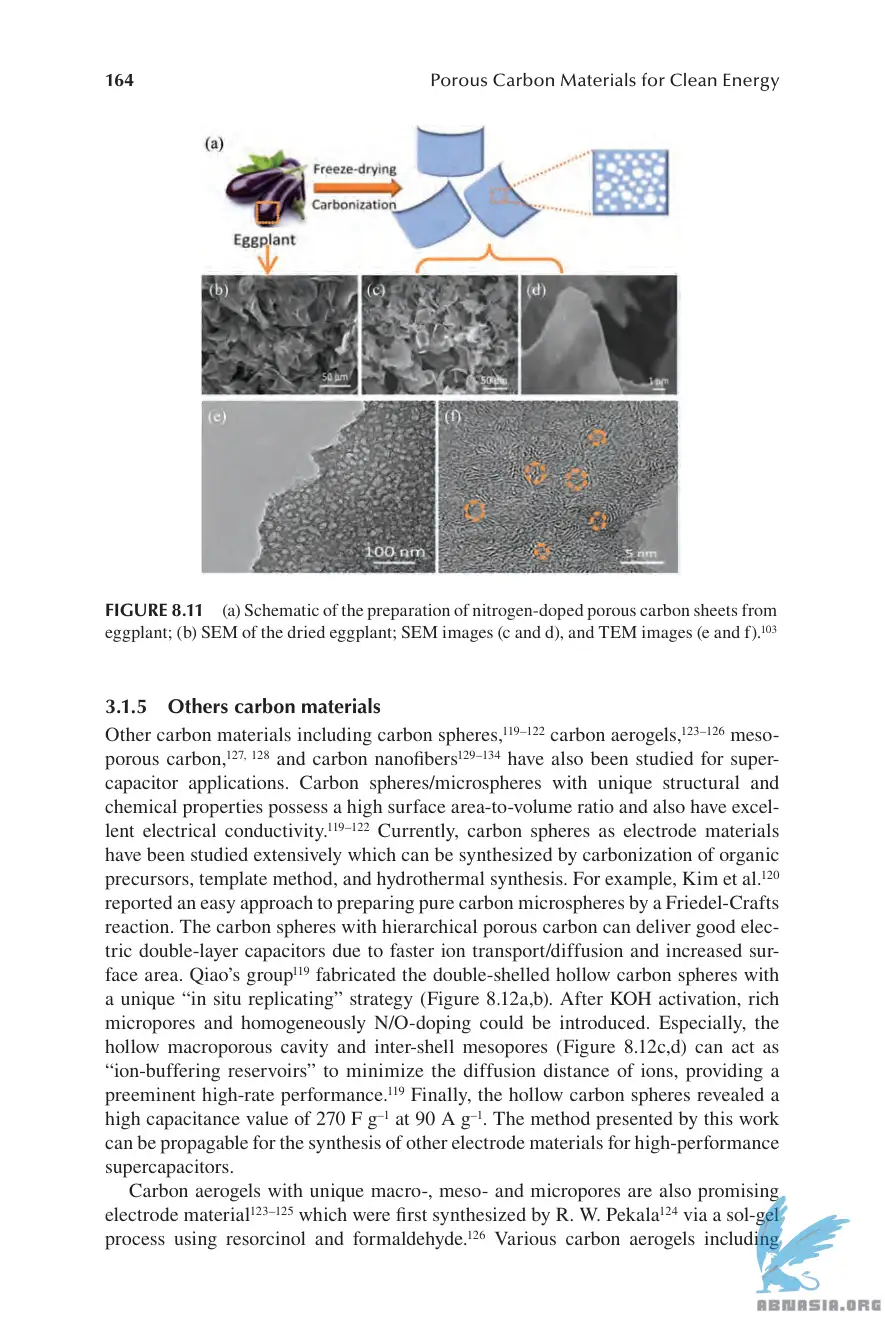 164
Porous Carbon Materials for Clean Energy
(a)
Freeze-drying
Carbonization
Eggplant
(b)
50 μm
(c)
50 μm
(d)
1 μm
(e)
100 nm
(f)
5 nm
FIGURE 8.11 (a) Schematic of the preparation of nitrogen-doped porous carbon sheets from
eggplant; (b) SEM of the dried eggplant; SEM images (c and d), and TEM images (e and f).¹⁰³
3.1.5 Others carbon materials
Other carbon materials including carbon spheres,¹¹⁹⁻¹²² carbon aerogels,¹²³⁻¹²⁶ meso-
porous carbon,¹²⁷, ¹²⁸ and carbon nanofibers¹²⁹⁻¹³⁴ have also been studied for super-
capacitor applications. Carbon spheres/microspheres with unique structural and
chemical properties possess a high surface area-to-volume ratio and also have excel-
lent electrical conductivity.¹¹⁹⁻¹²² Currently, carbon spheres as electrode materials
have been studied extensively which can be synthesized by carbonization of organic
precursors, template method, and hydrothermal synthesis. For example, Kim et al.¹²⁰
reported an easy approach to preparing pure carbon microspheres by a Friedel-Crafts
reaction. The carbon spheres with hierarchical porous carbon can deliver good elec-
tric double-layer capacitors due to faster ion transport/diffusion and increased sur-
face area. Qiao's group¹¹⁹ fabricated the double-shelled hollow carbon spheres with
a unique “in situ replicating” strategy (Figure 8.12a,b). After KOH activation, rich
micropores and homogeneously N/O-doping could be introduced. Especially, the
hollow macroporous cavity and inter-shell mesopores (Figure 8.12c,d) can act as
“ion-buffering reservoirs” to minimize the diffusion distance of ions, providing a
preeminent high-rate performance.¹¹⁹ Finally, the hollow carbon spheres revealed a
high capacitance value of 270 F g⁻¹ at 90 A g⁻¹. The method presented by this work
can be propagable for the synthesis of other electrode materials for high-performance
supercapacitors.
Carbon aerogels with unique macro-, meso- and micropores are also promising
electrode material¹²³⁻¹²⁵ which were first synthesized by R. W. Pekala¹²⁴ via a sol-gel
process using resorcinol and formaldehyde.¹²⁶ Various carbon aerogels including
ABNASIA.ORG